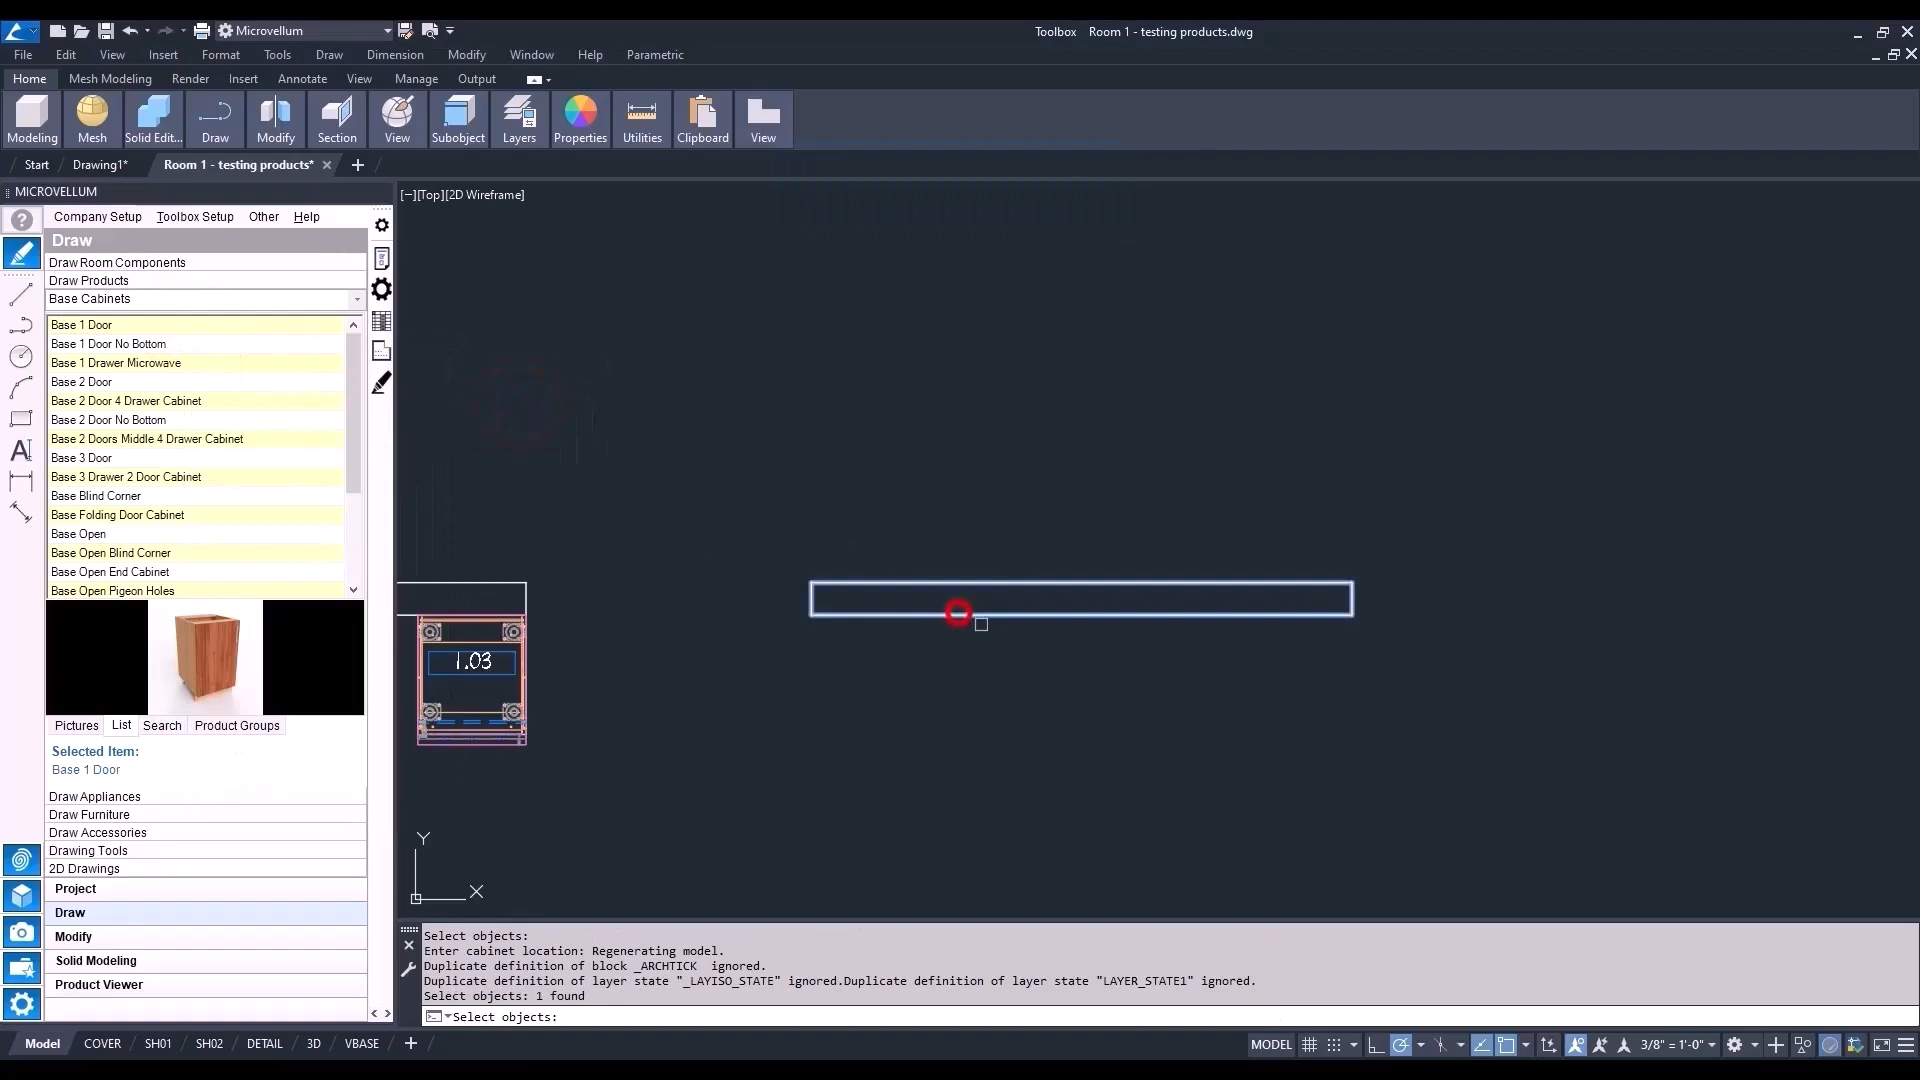 Microvellum
Toolbox Room 1 - testing products.dwg
File Edit View Insert Format Tools Draw Dimension Modify Window Help Parametric
Home Mesh Modeling Render Insert Annotate View Manage Output
Modeling Mesh Solid Edit... Draw Modify Section View Subobject Layers Properties Utilities Clipboard View
Start Drawing1* Room 1 - testing products*
MICROVELLUM
[−][Top][2D Wireframe]
Company Setup Toolbox Setup Other Help
Draw
Draw Room Components
Draw Products
Base Cabinets
Base 1 Door
Base 1 Door No Bottom
Base 1 Drawer Microwave
Base 2 Door
Base 2 Door 4 Drawer Cabinet
Base 2 Door No Bottom
Base 2 Doors Middle 4 Drawer Cabinet
Base 3 Door
Base 3 Drawer 2 Door Cabinet
Base Blind Corner
Base Folding Door Cabinet
Base Open
Base Open Blind Corner
Base Open End Cabinet
Base Open Pigeon Holes
1.03
Pictures List Search Product Groups
Selected Item:
Base 1 Door
Draw Appliances
Draw Furniture
Draw Accessories
Drawing Tools
2D Drawings
Project
Draw
Modify
Solid Modeling
Product Viewer
Y
X
Select objects:
Enter cabinet location: Regenerating model.
Duplicate definition of block _ARCHTICK ignored.
Duplicate definition of layer state "_LAYISO_STATE" ignored.Duplicate definition of layer state "LAYER_STATE1" ignored.
Select objects: 1 found
Select objects:
Model COVER SH01 SH02 DETAIL 3D VBASE
MODEL 3/8" = 1'-0"